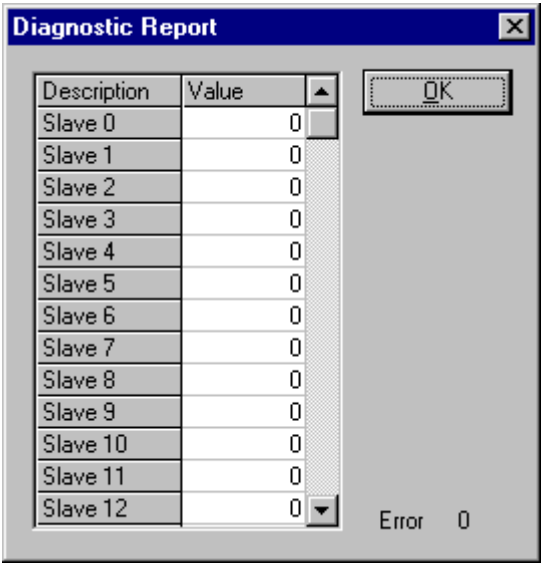 Diagnostic Report
Description Value
OK
Slave 0 0
Slave 1 0
Slave 2 0
Slave 3 0
Slave 4 0
Slave 5 0
Slave 6 0
Slave 7 0
Slave 8 0
Slave 9 0
Slave 10 0
Slave 11 0
Slave 12 0
Error 0